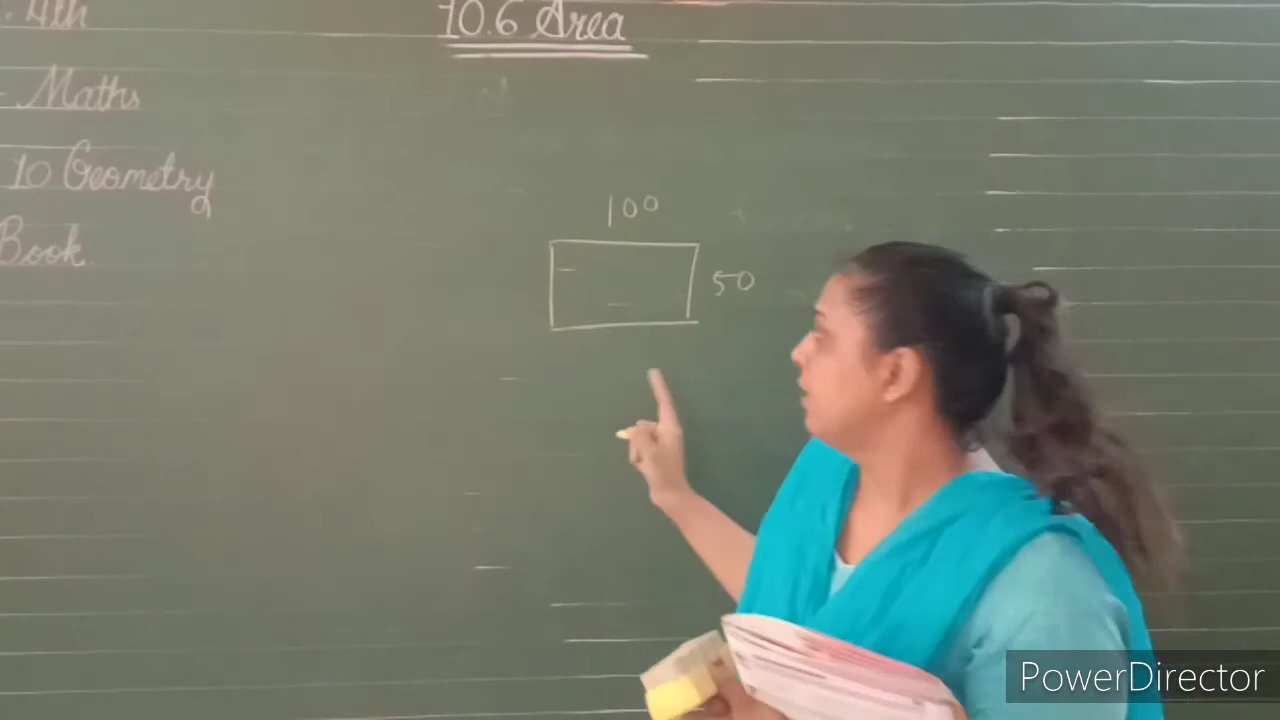 . 4th
10.6 Area
- Maths
10 Geometry
Book
100
50
PowerDirector